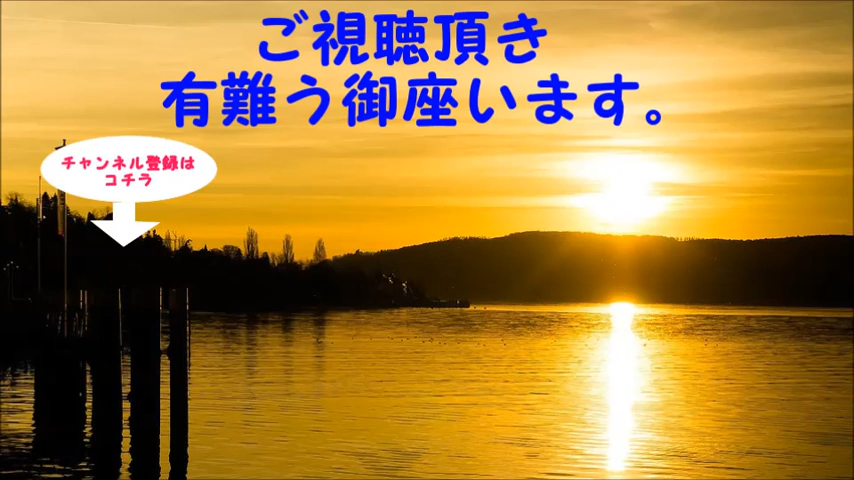 ご視聴頂き
有難う御座います。
チャンネル登録は
コチラ